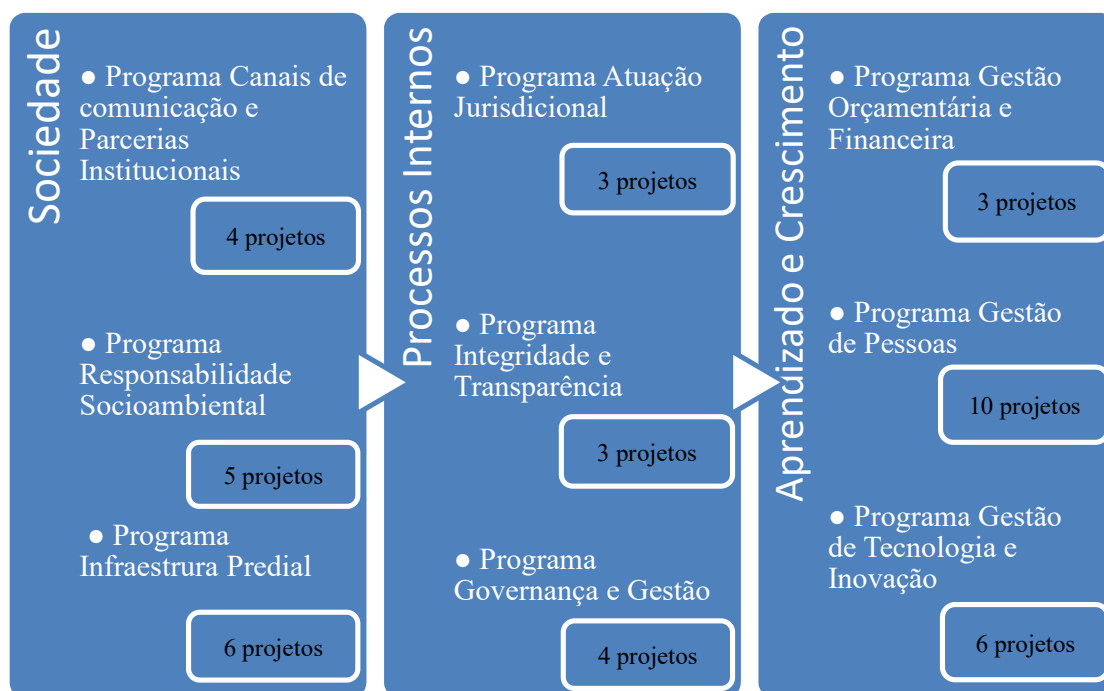 Sociedade
● Programa Canais de
comunicação e
Parcerias
Institucionais
4 projetos
● Programa
Responsabilidade
Socioambiental
5 projetos
● Programa
Infraestrura Predial
6 projetos
Processos Internos
● Programa Atuação
Jurisdicional
3 projetos
● Programa
Integridade e
Transparência
3 projetos
● Programa
Governança e Gestão
4 projetos
Aprendizado e Crescimento
● Programa Gestão
Orçamentária e
Financeira
3 projetos
● Programa Gestão
de Pessoas
10 projetos
● Programa Gestão
de Tecnologia e
Inovação
6 projetos